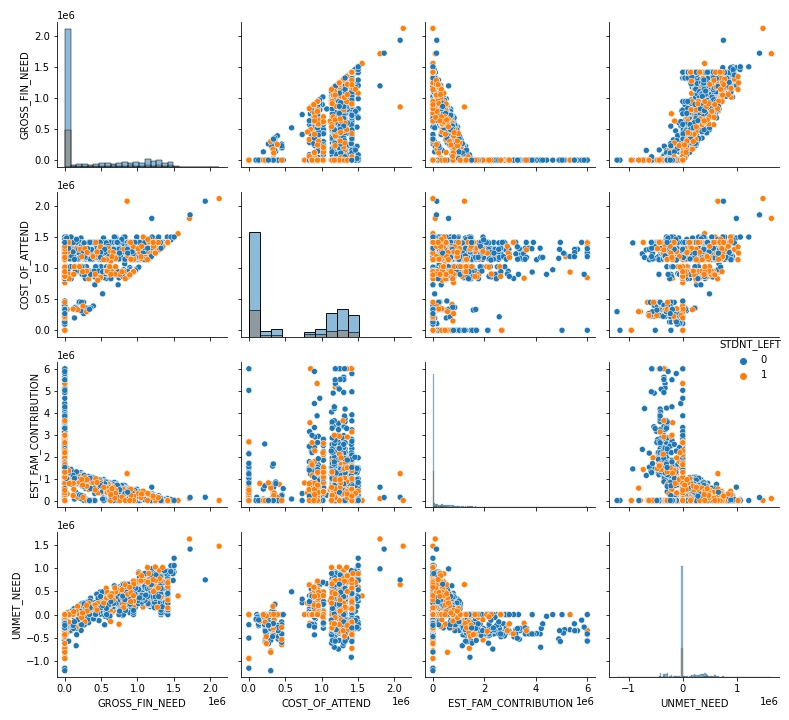 1e6
2.0
1.5
1.0
0.5
0.0
GROSS_FIN_NEED
1e6
2.0
1.5
1.0
0.5
0.0
COST_OF_ATTEND
STDNT_LEFT
0
1
1e6
6
5
4
3
2
1
0
EST_FAM_CONTRIBUTION
1e6
1.5
1.0
0.5
0.0
−0.5
−1.0
UNMET_NEED
0.0 0.5 1.0 1.5 2.0 0.0 0.5 1.0 1.5 2.0 0 2 4 6 −1 0 1
GROSS_FIN_NEED 1e6 COST_OF_ATTEND 1e6 EST_FAM_CONTRIBUTION 1e6 UNMET_NEED 1e6